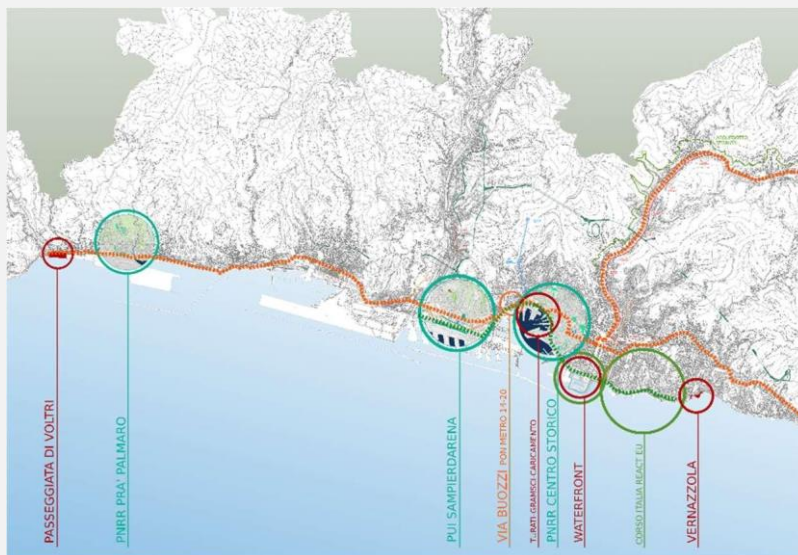 PASSEGGIATA DI VOLTRI
PNRR PRA' PALMARO
PUI SAMPIERDARENA
VIA BUOZZI PON METRO 14-20
TURATI GRAMSCI CARICAMENTO
PNRR CENTRO STORICO
WATERFRONT
CORSO ITALIA REACT EU
VERNAZZOLA